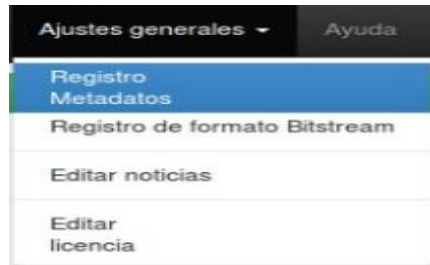 Ajustes generales Ayuda
Registro
Metadatos
Registro de formato Bitstream
Editar noticias
Editar
licencia